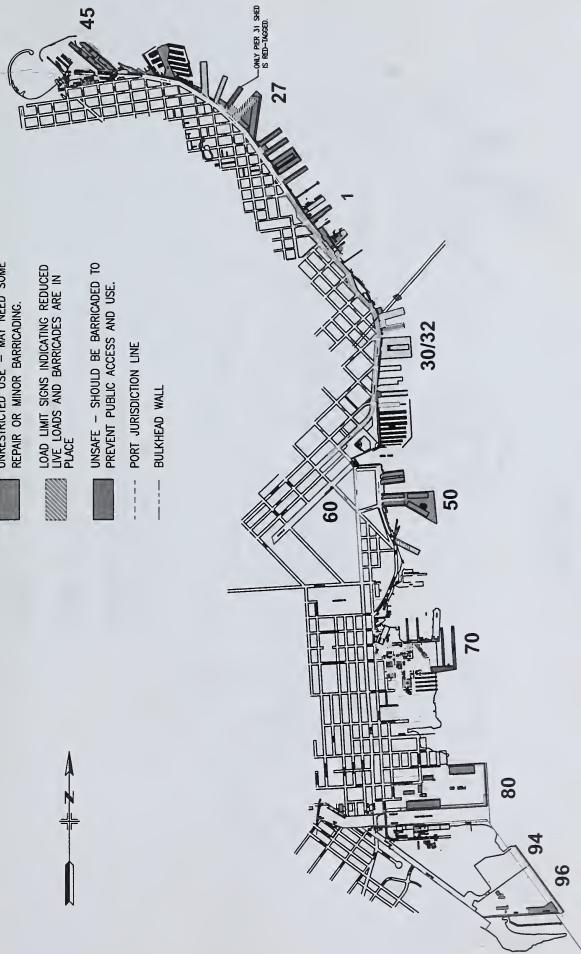 UNRESTRICTED USE – MAY NEED SOME
REPAIR OR MINOR BARRICADING.
LOAD LIMIT SIGNS INDICATING REDUCED
LIVE LOADS AND BARRICADES ARE IN
PLACE
UNSAFE – SHOULD BE BARRICADED TO
PREVENT PUBLIC ACCESS AND USE.
PORT JURISDICTION LINE
BULKHEAD WALL
N
45
ONLY PIER 31 SHED
IS RED-TAGGED.
27
1
30/32
60
50
70
80
94
96